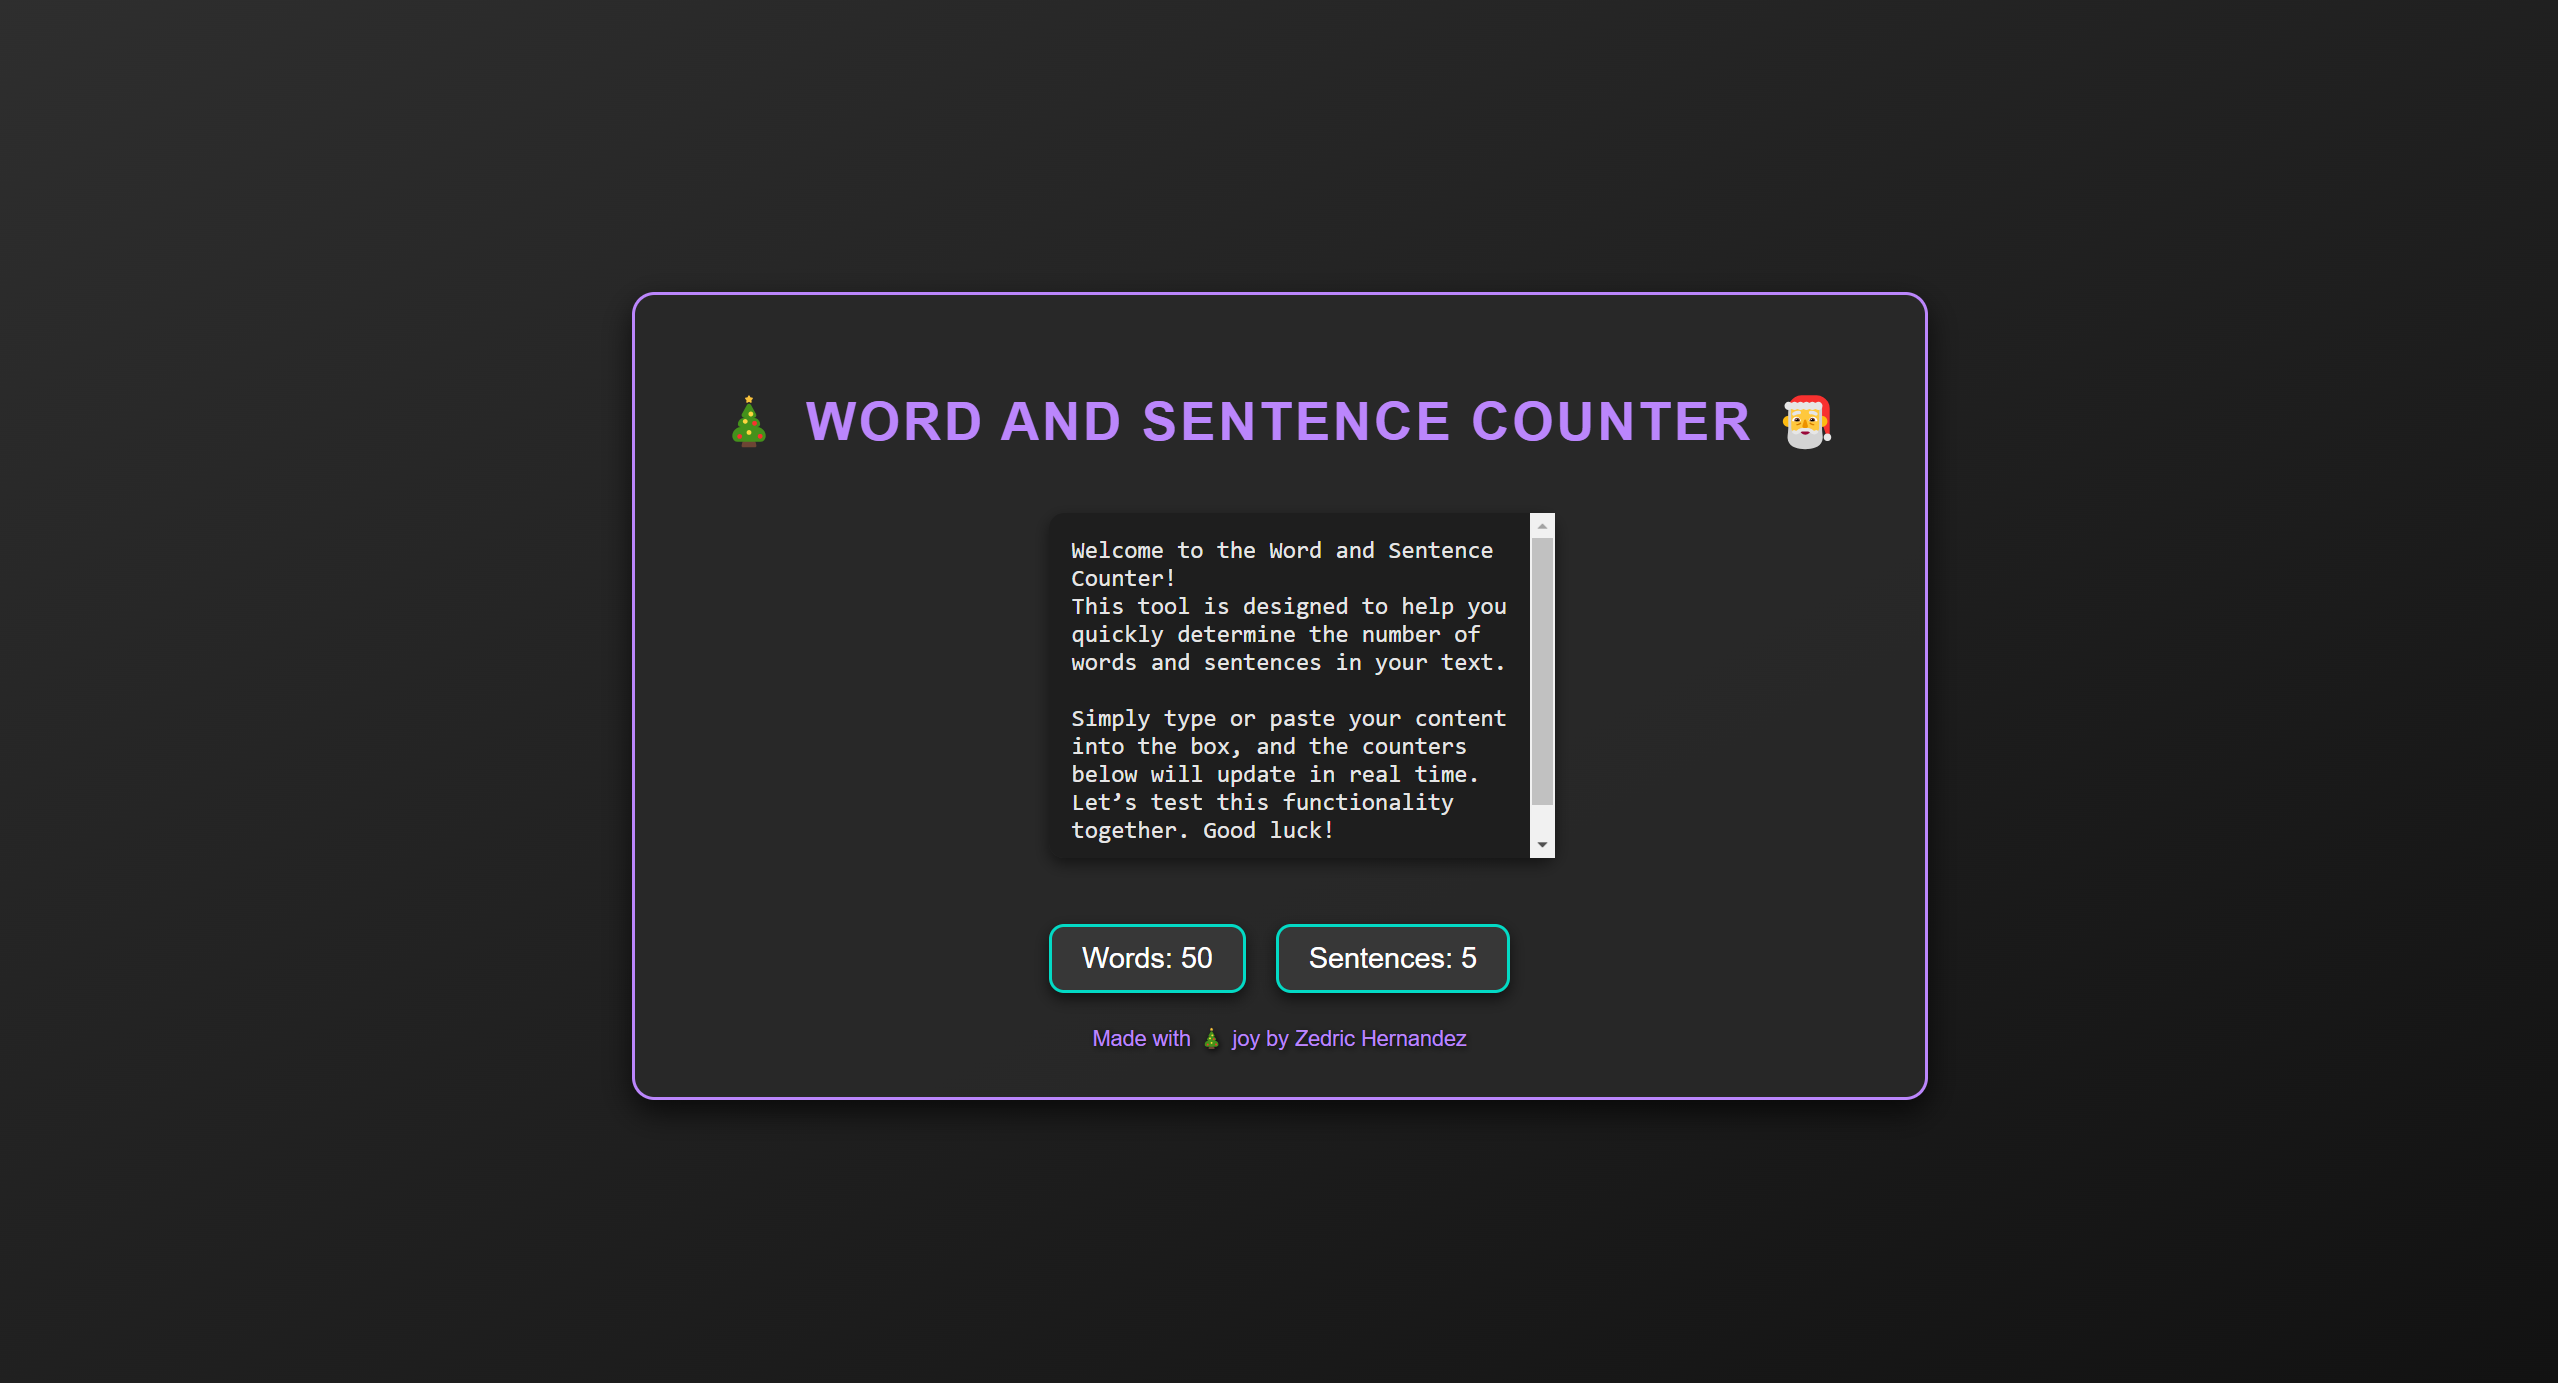 🎄 WORD AND SENTENCE COUNTER 🎅
Welcome to the Word and Sentence
Counter!
This tool is designed to help you
quickly determine the number of
words and sentences in your text.
Simply type or paste your content
into the box, and the counters
below will update in real time.
Let’s test this functionality
together. Good luck!
Words: 50
Sentences: 5
Made with 🎄 joy by Zedric Hernandez